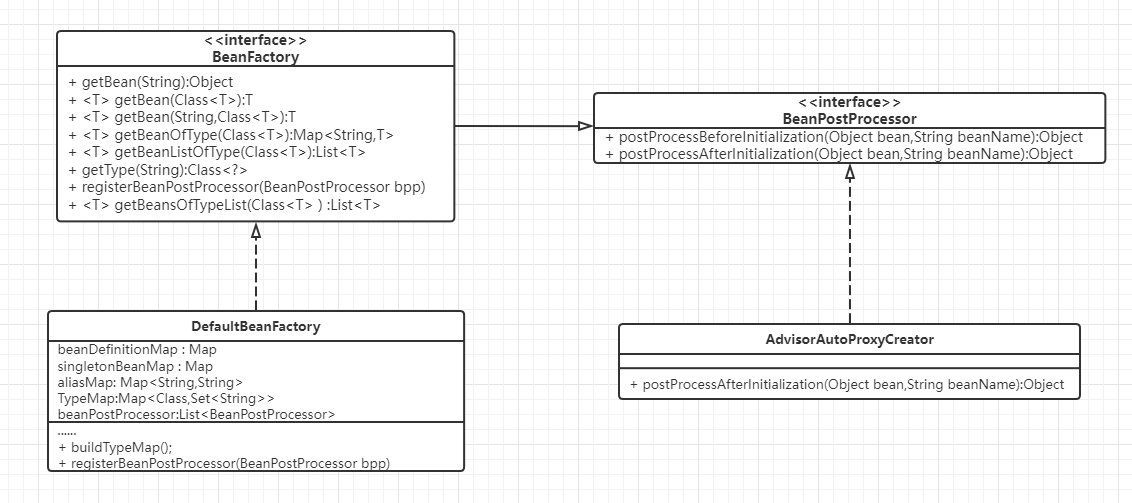 <<interface>>
BeanFactory
+ getBean(String):Object
+ <T> getBean(Class<T>):T
+ <T> getBean(String,Class<T>):T
+ <T> getBeanOfType(Class<T>):Map<String,T>
+ <T> getBeanListOfType(Class<T>):List<T>
+ getType(String):Class<?>
+ registerBeanPostProcessor(BeanPostProcessor bpp)
+ <T> getBeansOfTypeList(Class<T> ) :List<T>
<<interface>>
BeanPostProcessor
+ postProcessBeforeInitialization(Object bean,String beanName):Object
+ postProcessAfterInitialization(Object bean,String beanName):Object
DefaultBeanFactory
beanDefinitionMap : Map
singletonBeanMap : Map
aliasMap: Map<String,String>
TypeMap:Map<Class,Set<String>>
beanPostProcessor:List<BeanPostProcessor>
......
+ buildTypeMap();
+ registerBeanPostProcessor(BeanPostProcessor bpp)
AdvisorAutoProxyCreator
+ postProcessAfterInitialization(Object bean,String beanName):Object